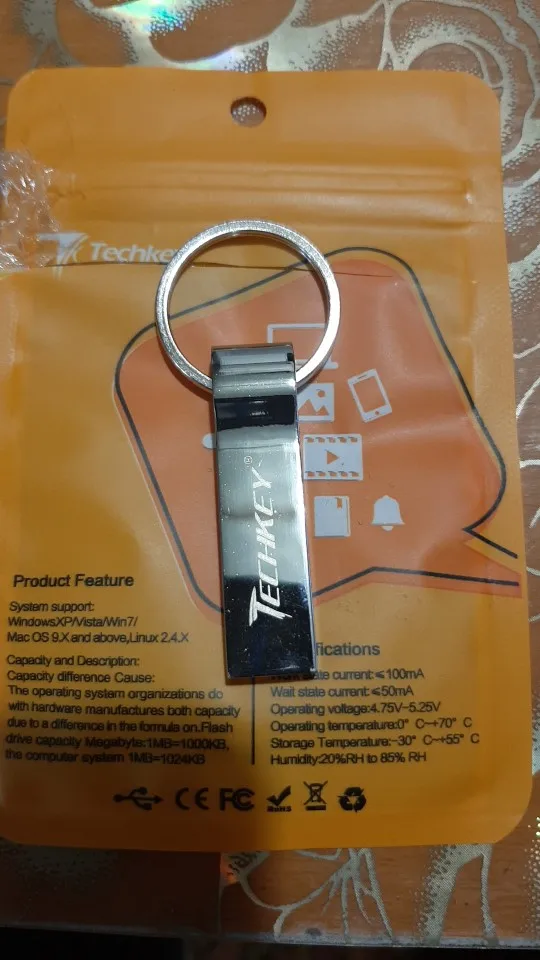 Techkey
TECHKEY
®
Product Feature
System support:
WindowsXP/Vista/Win7/
Mac OS 9.X and above,Linux 2.4.X
Capacity and Description:
Capacity difference Cause:
The operating system organizations do
with hardware manufactures both capacity
due to a difference in the formula on.Flash
drive capacity Megabyte:1MB=1000KB,
the computer system 1MB=1024KB
state current:≤100mA
Wait state current:≤50mA
Operating voltage:4.75V~5.25V
Operating temperature:0° C~+70° C
Storage Temperature:-30° C~+55° C
Humidity:20%RH to 85% RH
CE FC RoHS